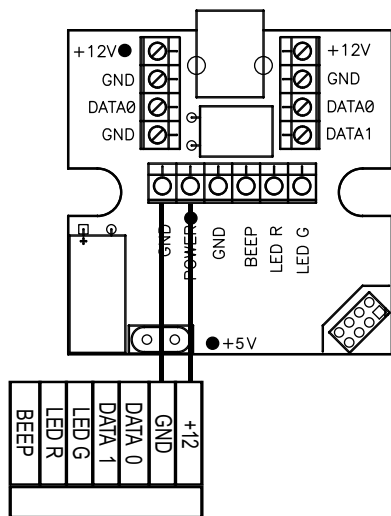 +12V
GND
DATA0
GND
+12V
GND
DATA0
DATA1
GND
POWER
GND
BEEP
LED R
LED G
+
+5V
BEEP
LED R
LED G
DATA 1
DATA 0
GND
+12